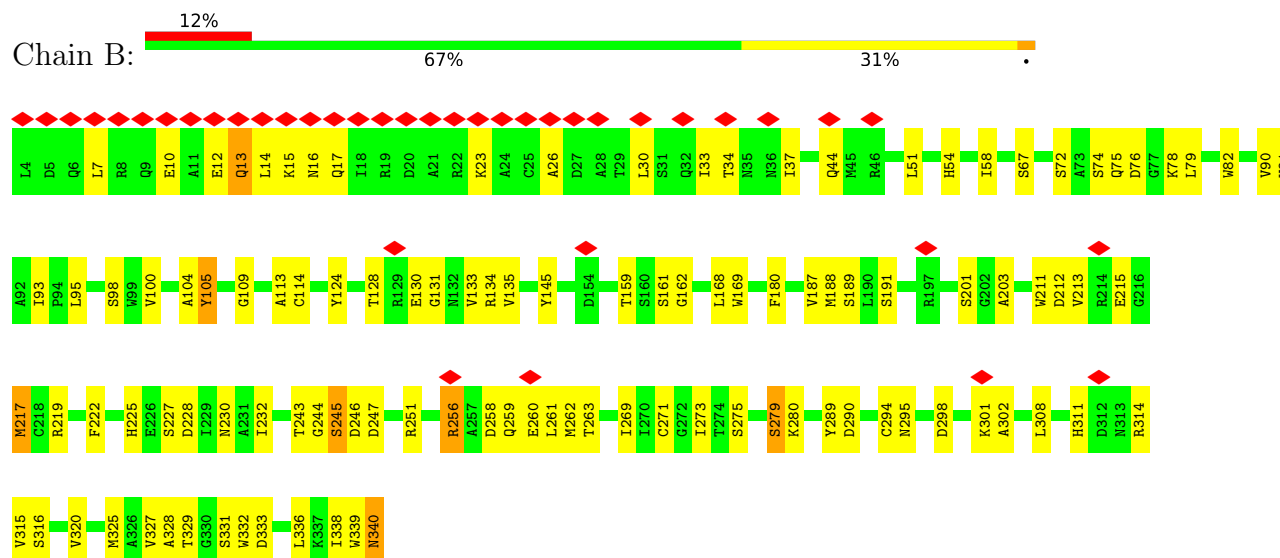 12%
Chain B:
67% 31% •
L4 D5 Q6 L7 R8 Q9 E10 A11 E12 Q13 L14 K15 N16 Q17 I18 R19 D20 A21 R22 K23 A24 C25 A26 D27 A28 T29 L30 S31 Q32 I33 T34 N35 N36 I37 Q44 M45 R46 L51 H54 I58 S67 S72 A73 S74 Q75 D76 G77 K78 L79 W82 V90
A92 I93 P94 L95 S98 W99 V100 A104 Y105 G109 A113 C114 Y124 T128 R129 E130 G131 N132 V133 R134 V135 Y145 D154 T159 S160 S161 G162 L168 W169 F180 V187 M188 S189 L190 S191 R197 S201 G202 A203 W211 D212 V213 R214 E215 G216
M217 C218 R219 F222 H225 E226 S227 D228 I229 N230 A231 I232 T243 G244 S245 D246 D247 R251 R256 A257 D258 Q259 E260 L261 M262 T263 I269 I270 C271 G272 I273 T274 S275 S279 K280 Y289 D290 C294 N295 D298 K301 A302 L308 H311 D312 N313 R314
V315 S316 V320 M325 A326 V327 A328 T329 G330 S331 W332 D333 L336 K337 I338 W339 N340